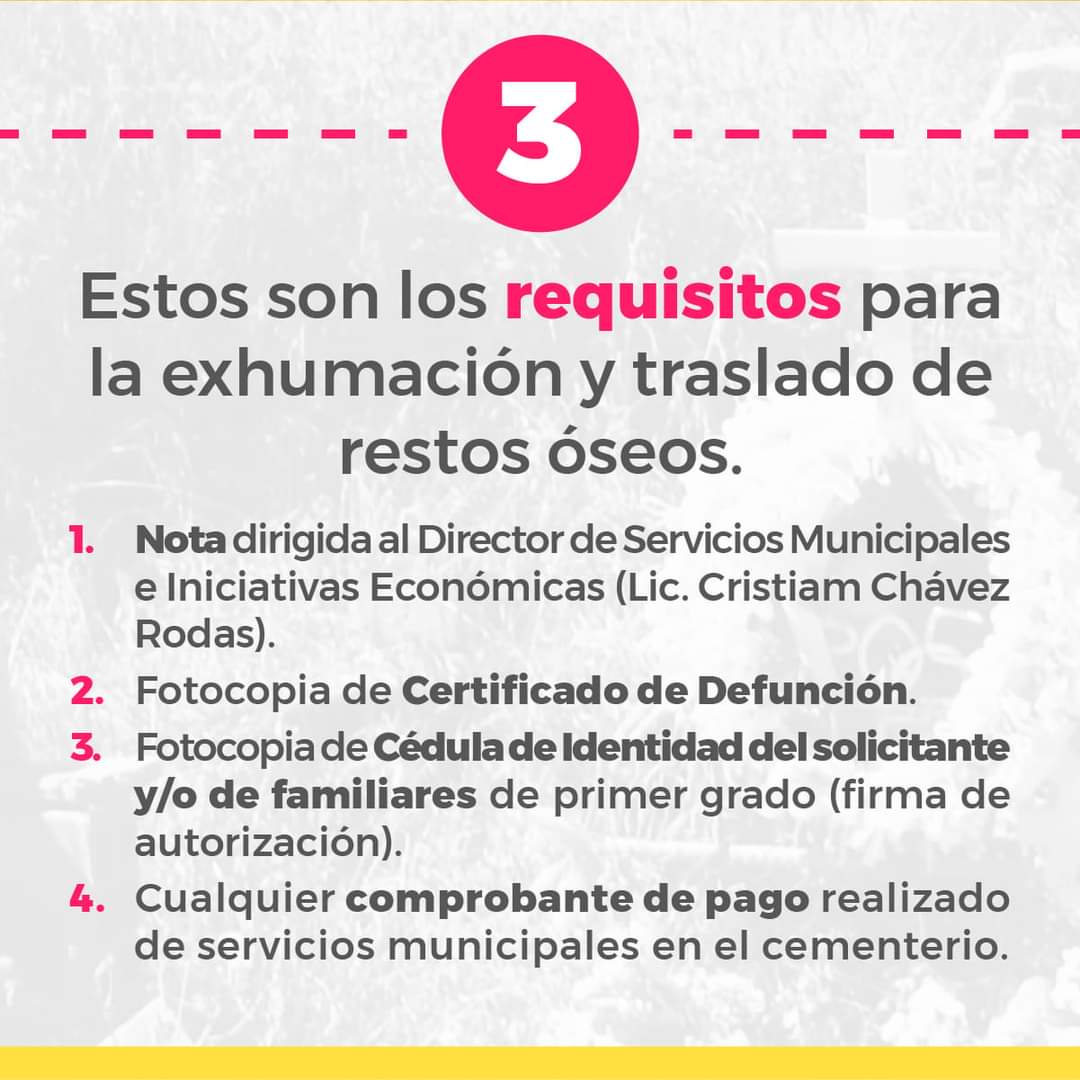 3
Estos son los requisitos para
la exhumación y traslado de
restos óseos.
1. Nota dirigida al Director de Servicios Municipales
e Iniciativas Económicas (Lic. Cristiam Chávez
Rodas).
2. Fotocopia de Certificado de Defunción.
3. Fotocopia de Cédula de Identidad del solicitante
y/o de familiares de primer grado (firma de
autorización).
4. Cualquier comprobante de pago realizado
de servicios municipales en el cementerio.